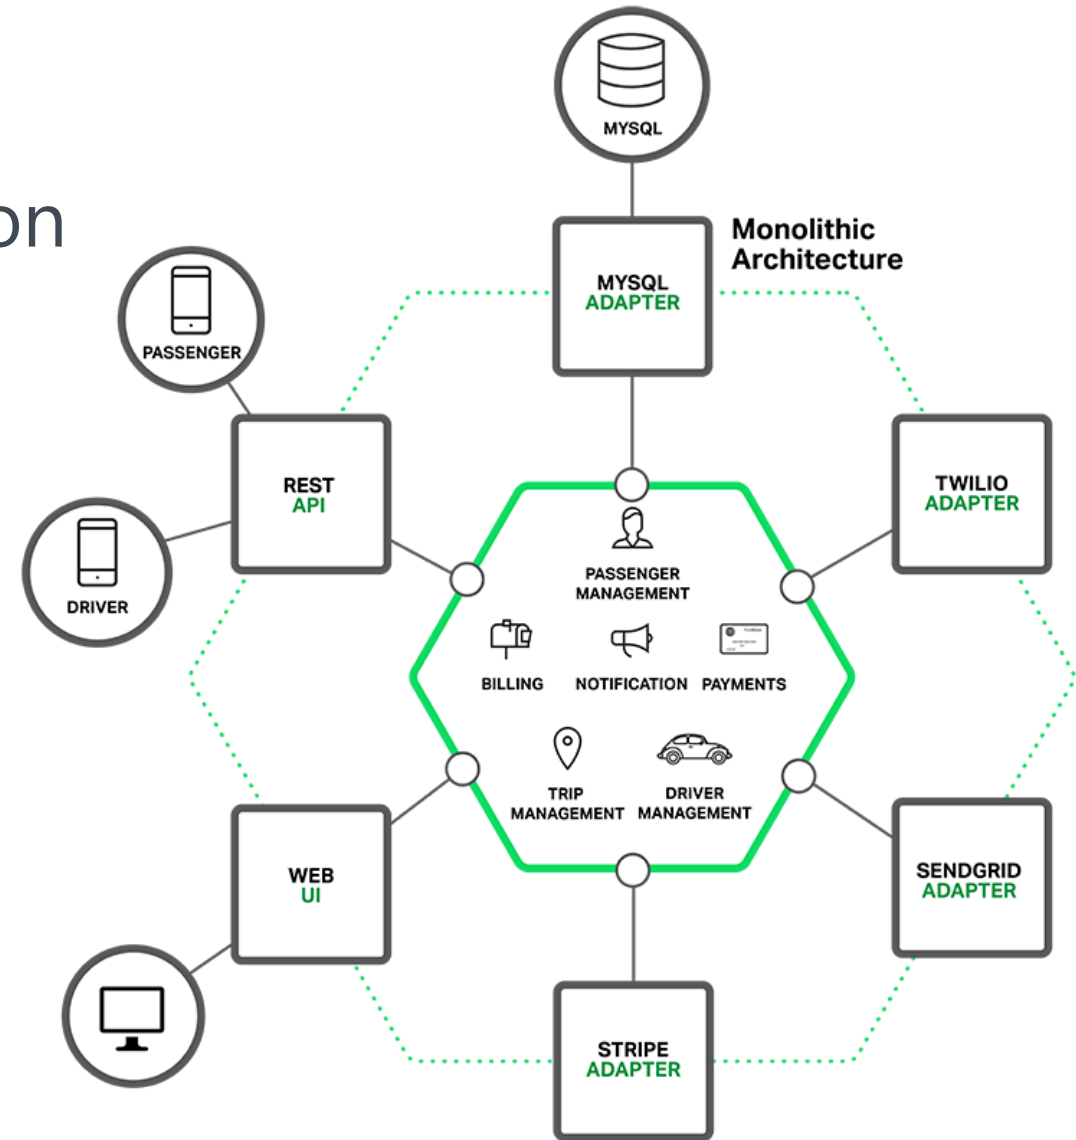 MYSQL
on
Monolithic
Architecture
MYSQL
ADAPTER
PASSENGER
REST
API
TWILIO
ADAPTER
DRIVER
PASSENGER
MANAGEMENT
BILLING
NOTIFICATION
PAYMENTS
TRIP
MANAGEMENT
DRIVER
MANAGEMENT
WEB
UI
SENDGRID
ADAPTER
STRIPE
ADAPTER